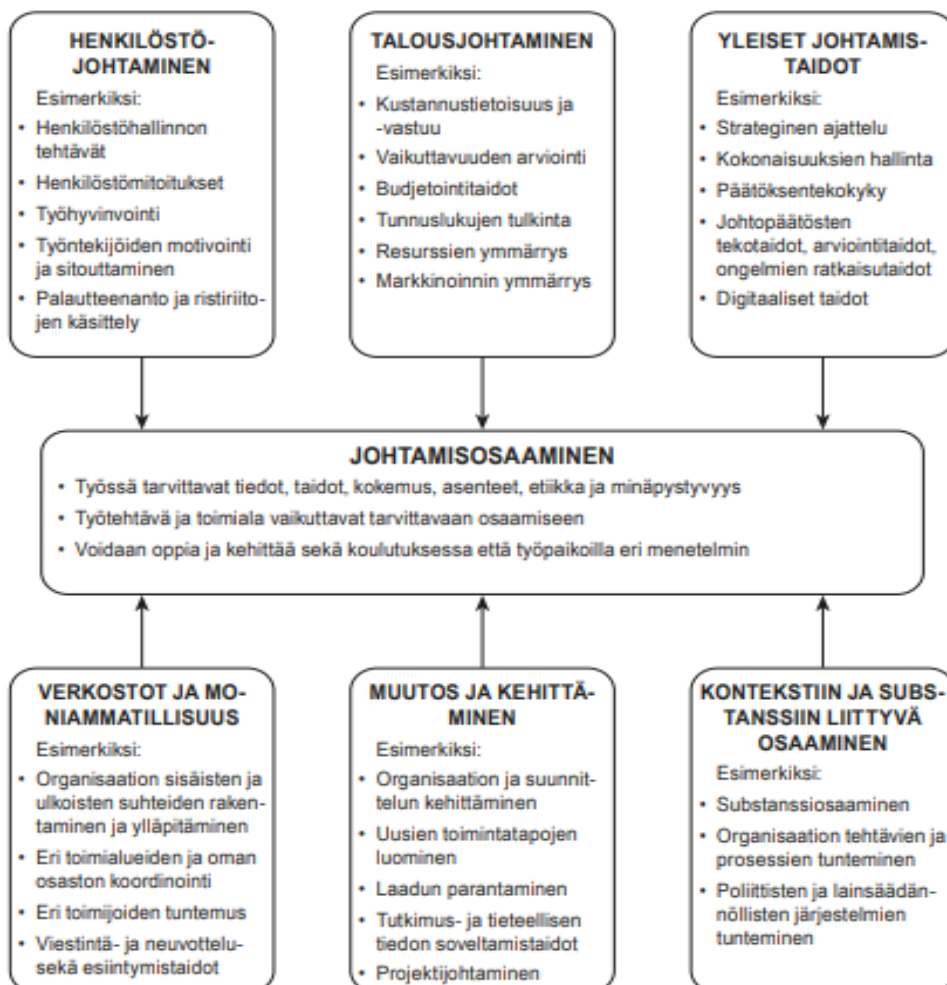 HENKILÖSTÖ-
JOHTAMINEN
Esimerkiksi:
• Henkilöstöhallinnon
tehtävät
• Henkilöstömitoitukset
• Työhyvinvointi
• Työntekijöiden motivointi
ja sitouttaminen
• Palautteenanto ja ristiriito-
jen käsittely
TALOUSJOHTAMINEN
Esimerkiksi:
• Kustannustietoisuus ja
-vastuu
• Vaikuttavuuden arviointi
• Budjetointitaidot
• Tunnuslukujen tulkinta
• Resurssien ymmärrys
• Markkinoinnin ymmärrys
YLEISET JOHTAMIS-
TAIDOT
Esimerkiksi:
• Strateginen ajattelu
• Kokonaisuuksien hallinta
• Päätöksentekokyky
• Johtopäätösten
tekotaidot, arviointitaidot,
ongelmien ratkaisutaidot
• Digitaaliset taidot
JOHTAMISOSAAMINEN
• Työssä tarvittavat tiedot, taidot, kokemus, asenteet, etiikka ja minäpystyvyys
• Työtehtävä ja toimiala vaikuttavat tarvittavaan osaamiseen
• Voidaan oppia ja kehittää sekä koulutuksessa että työpaikoilla eri menetelmin
VERKOSTOT JA MO-
NIAMMATILLISUUS
Esimerkiksi:
• Organisaation sisäisten ja
ulkoisten suhteiden raken-
taminen ja ylläpitäminen
• Eri toimialueiden ja oman
osaston koordinointi
• Eri toimijoiden tuntemus
• Viestintä- ja neuvottelu-
sekä esiintymistaidot
MUUTOS JA KEHITTÄ-
MINEN
Esimerkiksi:
• Organisaation ja suunnit-
telun kehittäminen
• Uusien toimintatapojen
luominen
• Laadun parantaminen
• Tutkimus- ja tieteellisen
tiedon soveltamistaidot
• Projektijohtaminen
KONTEKSTIIN JA SUBS-
TANSSIIN LIITTYVÄ
OSAAMINEN
Esimerkiksi:
• Substanssiosaaminen
• Organisaation tehtävien ja
prosessien tunteminen
• Poliittisten ja lainsäädän-
nöllisten järjestelmien
tunteminen